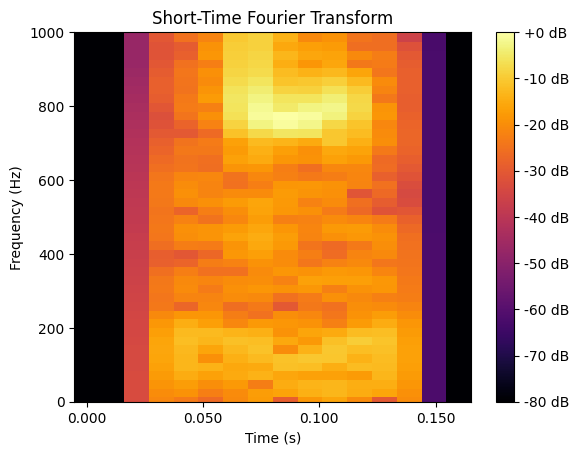 Short-Time Fourier Transform
1000
800
600
400
200
0
Frequency (Hz)
0.000
0.050
0.100
0.150
Time (s)
+0 dB
-10 dB
-20 dB
-30 dB
-40 dB
-50 dB
-60 dB
-70 dB
-80 dB